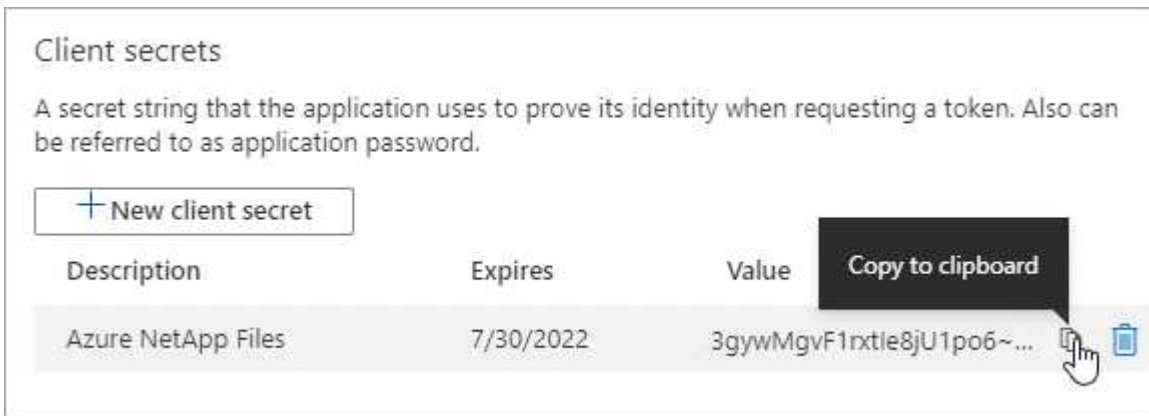 Client secrets
A secret string that the application uses to prove its identity when requesting a token. Also can
be referred to as application password.
+ New client secret
Description Expires Value Copy to clipboard
Azure NetApp Files 7/30/2022 3gywMgvF1rxtIe8jU1po6~...